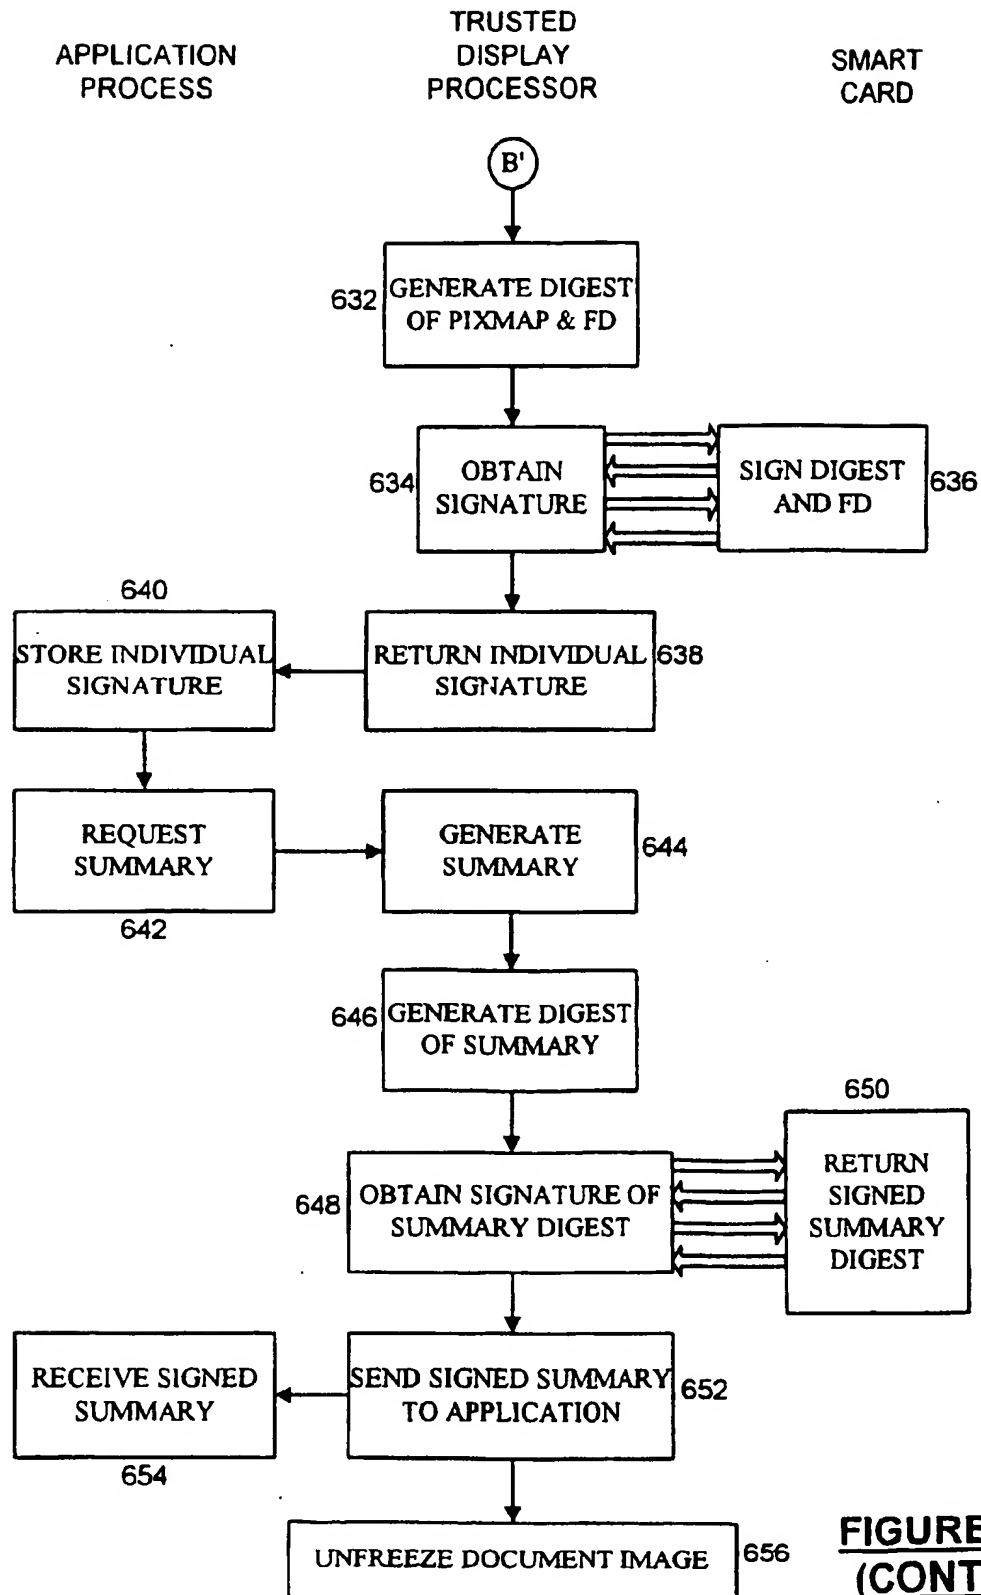 APPLICATION
PROCESS
TRUSTED
DISPLAY
PROCESSOR
SMART
CARD
B'
632
GENERATE DIGEST
OF PIXMAP & FD
634
OBTAIN
SIGNATURE
SIGN DIGEST
AND FD
636
640
STORE INDIVIDUAL
SIGNATURE
RETURN INDIVIDUAL
SIGNATURE
638
REQUEST
SUMMARY
642
GENERATE
SUMMARY
644
646
GENERATE DIGEST
OF SUMMARY
648
OBTAIN SIGNATURE OF
SUMMARY DIGEST
650
RETURN
SIGNED
SUMMARY
DIGEST
RECEIVE SIGNED
SUMMARY
654
SEND SIGNED SUMMARY
TO APPLICATION
652
UNFREEZE DOCUMENT IMAGE
656
FIGURE
(CONT